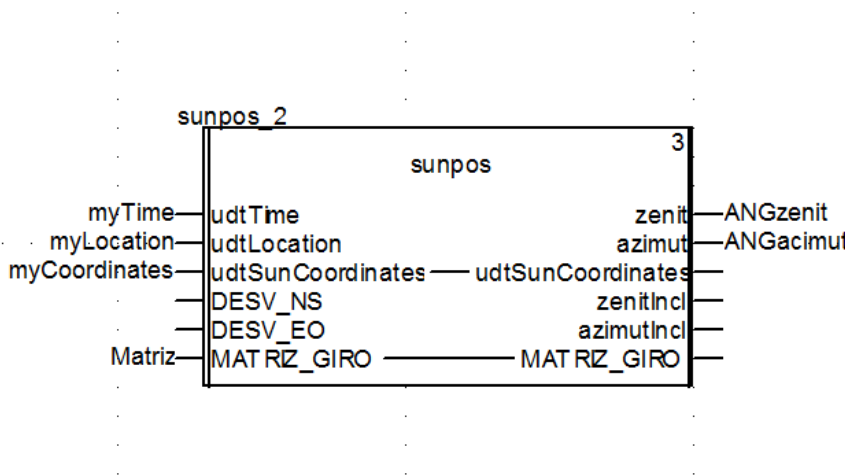 sunpos_2
3
sunpos
myTime udtTime zenit ANGzenit
myLocation udtLocation azimut ANGacimut
myCoordinates udtSunCoordinates udtSunCoordinates
DESV_NS zenitIncl
DESV_EO azimutIncl
Matriz MATRIZ_GIRO MATRIZ_GIRO